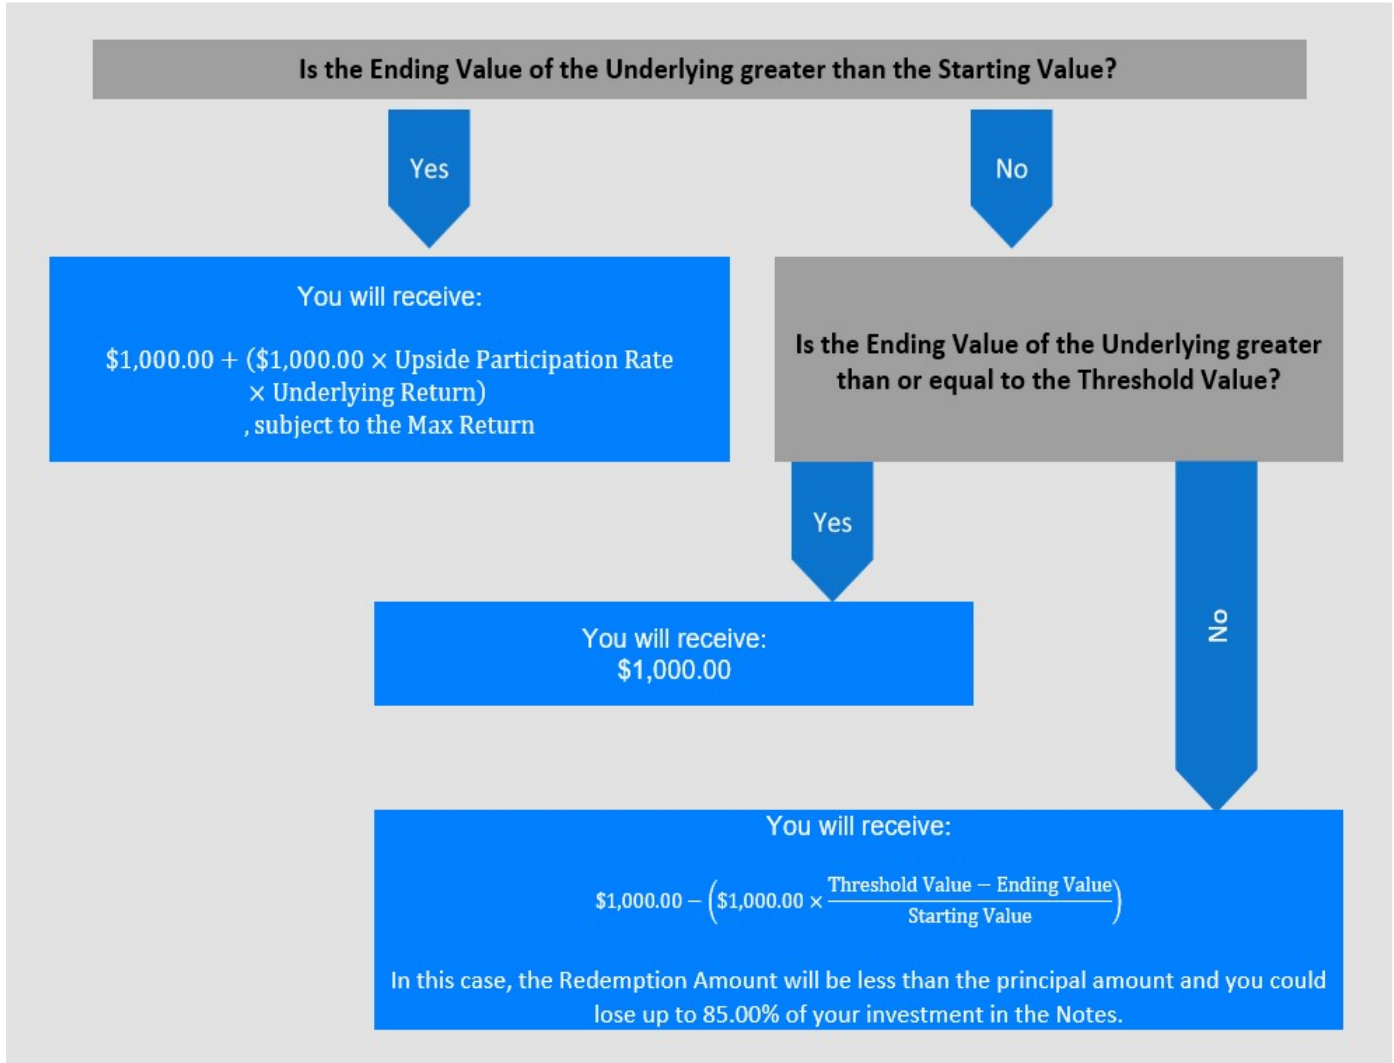 Is the Ending Value of the Underlying greater than the Starting Value?
Yes
No
You will receive:
$1,000.00 + ($1,000.00 × Upside Participation Rate
× Underlying Return)
, subject to the Max Return
Is the Ending Value of the Underlying greater
than or equal to the Threshold Value?
Yes
No
You will receive:
$1,000.00
You will receive:
$1,000.00 − ($1,000.00 × Threshold Value − Ending Value)
Starting Value
In this case, the Redemption Amount will be less than the principal amount and you could
lose up to 85.00% of your investment in the Notes.